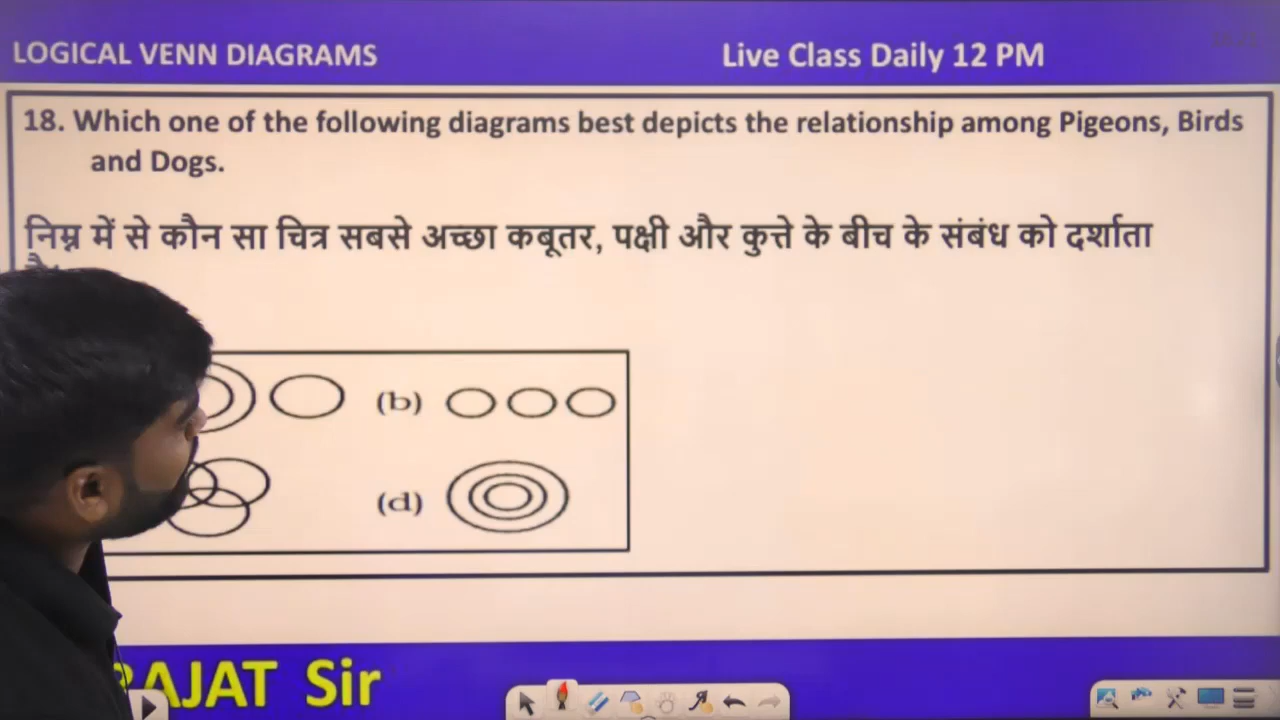 LOGICAL VENN DIAGRAMS
Live Class Daily 12 PM
18. Which one of the following diagrams best depicts the relationship among Pigeons, Birds
and Dogs.
निम्न में से कौन सा चित्र सबसे अच्छा कबूतर, पक्षी और कुत्ते के बीच के संबंध को दर्शाता
(b)
(d)
RAJAT Sir